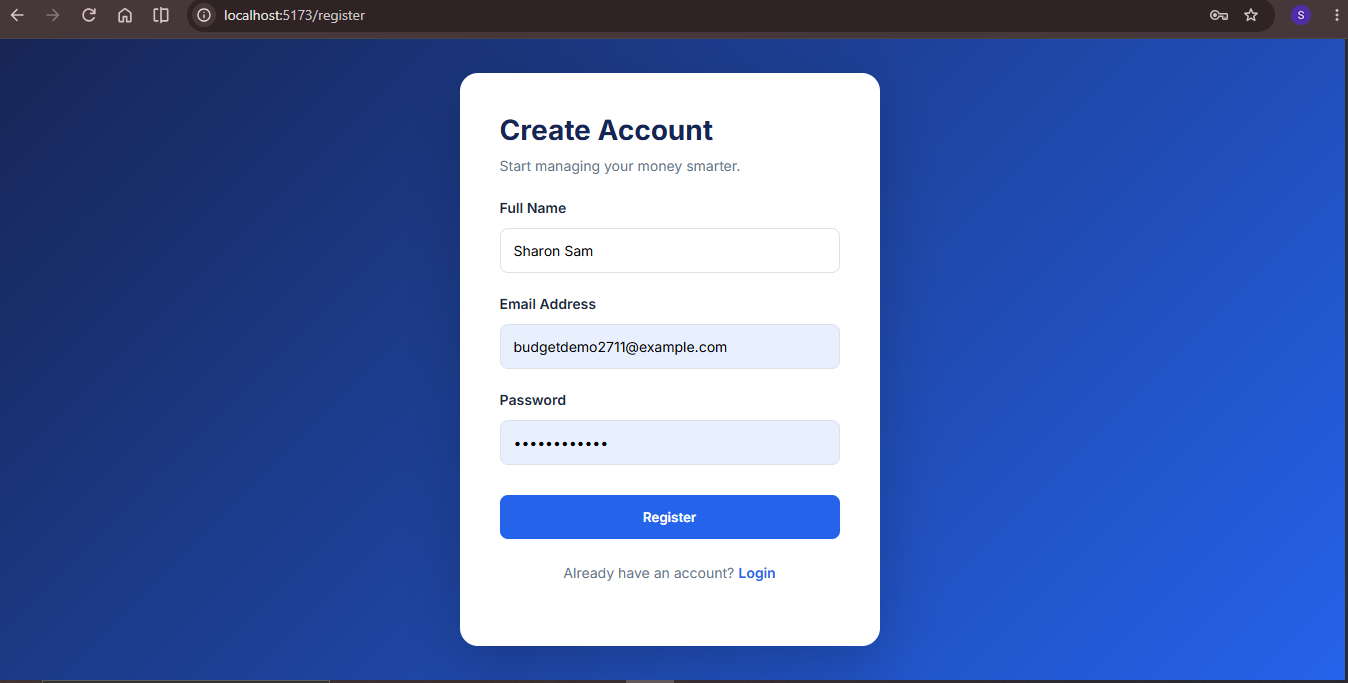 localhost:5173/register
S
Create Account
Start managing your money smarter.
Full Name
Sharon Sam
Email Address
budgetdemo2711@example.com
Password
••••••••••••
Register
Already have an account? Login